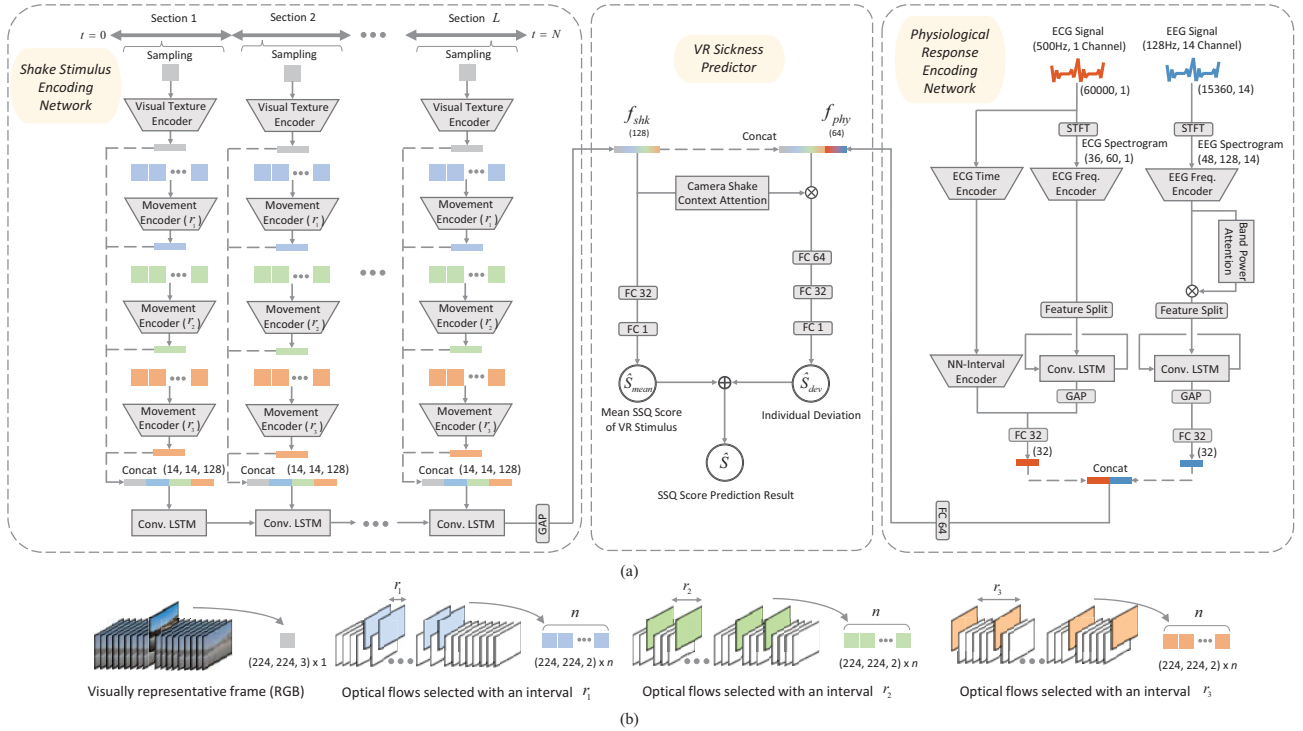 Shake Stimulus
Encoding
Network
t = 0
Section 1
Section 2
Section L
t = N
Sampling
Sampling
Sampling
Visual Texture
Encoder
Visual Texture
Encoder
Visual Texture
Encoder
Movement
Encoder (r1)
Movement
Encoder (r1)
Movement
Encoder (r1)
Movement
Encoder (r2)
Movement
Encoder (r2)
Movement
Encoder (r2)
Movement
Encoder (r3)
Movement
Encoder (r3)
Movement
Encoder (r3)
Concat (14, 14, 128)
Concat (14, 14, 128)
Concat (14, 14, 128)
Conv. LSTM
Conv. LSTM
Conv. LSTM
GAP
VR Sickness
Predictor
f_shk
(128)
Concat
f_phy
(64)
Camera Shake
Context Attention
FC 32
FC 1
FC 64
FC 32
FC 1
Ŝ_mean
Ŝ_dev
Mean SSQ Score
of VR Stimulus
Individual Deviation
Ŝ
SSQ Score Prediction Result
Physiological
Response
Encoding
Network
ECG Signal
(500Hz, 1 Channel)
EEG Signal
(128Hz, 14 Channel)
(60000, 1)
(15360, 14)
STFT
STFT
ECG Spectrogram
(36, 60, 1)
EEG Spectrogram
(48, 128, 14)
ECG Time
Encoder
ECG Freq.
Encoder
EEG Freq.
Encoder
Band Power
Attention
Feature Split
Feature Split
NN-Interval
Encoder
Conv. LSTM
Conv. LSTM
GAP
GAP
FC 32
FC 32
(32)
(32)
Concat
FC 64
(a)
(224, 224, 3) x 1
Visually representative frame (RGB)
r1
n
(224, 224, 2) x n
Optical flows selected with an interval r1
r2
n
(224, 224, 2) x n
Optical flows selected with an interval r2
r3
n
(224, 224, 2) x n
Optical flows selected with an interval r3
(b)